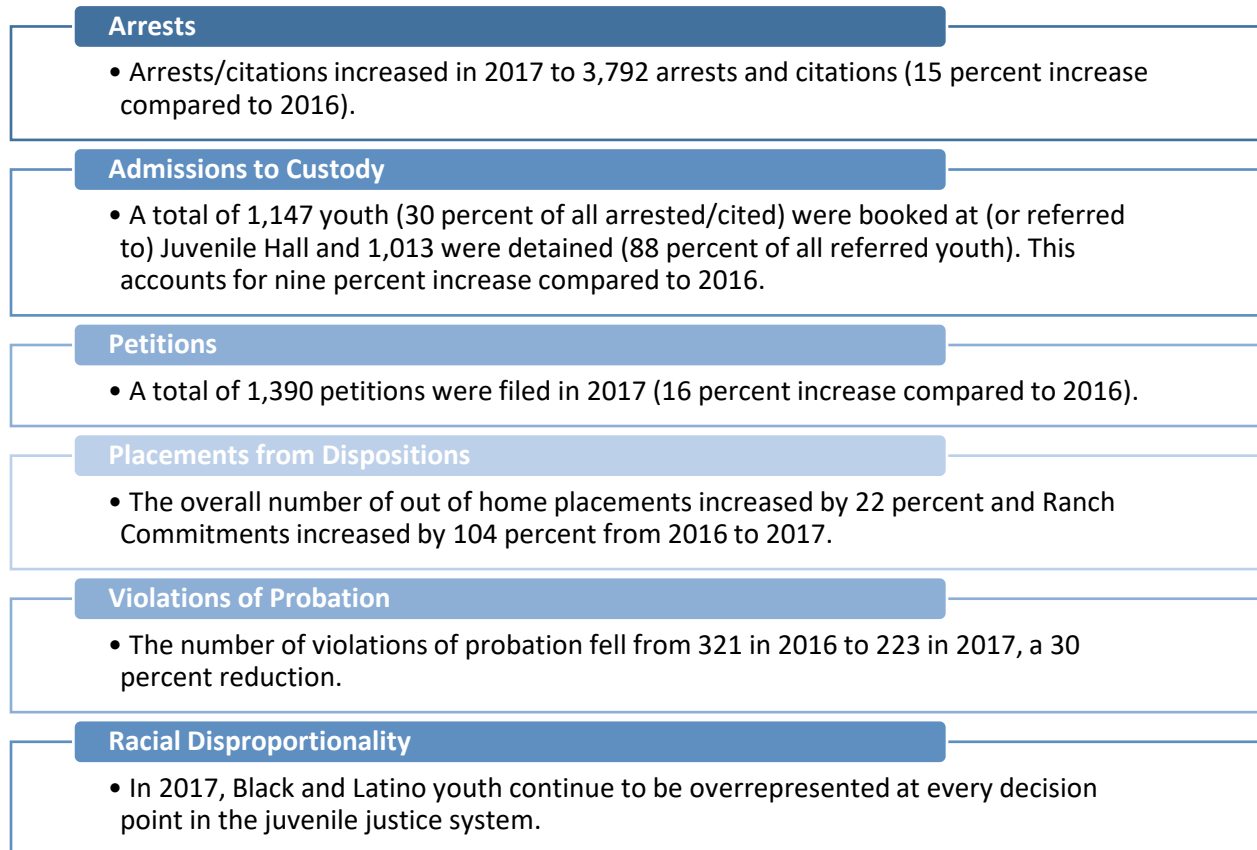 Arrests
• Arrests/citations increased in 2017 to 3,792 arrests and citations (15 percent increase
compared to 2016).
Admissions to Custody
• A total of 1,147 youth (30 percent of all arrested/cited) were booked at (or referred
to) Juvenile Hall and 1,013 were detained (88 percent of all referred youth). This
accounts for nine percent increase compared to 2016.
Petitions
• A total of 1,390 petitions were filed in 2017 (16 percent increase compared to 2016).
Placements from Dispositions
• The overall number of out of home placements increased by 22 percent and Ranch
Commitments increased by 104 percent from 2016 to 2017.
Violations of Probation
• The number of violations of probation fell from 321 in 2016 to 223 in 2017, a 30
percent reduction.
Racial Disproportionality
• In 2017, Black and Latino youth continue to be overrepresented at every decision
point in the juvenile justice system.